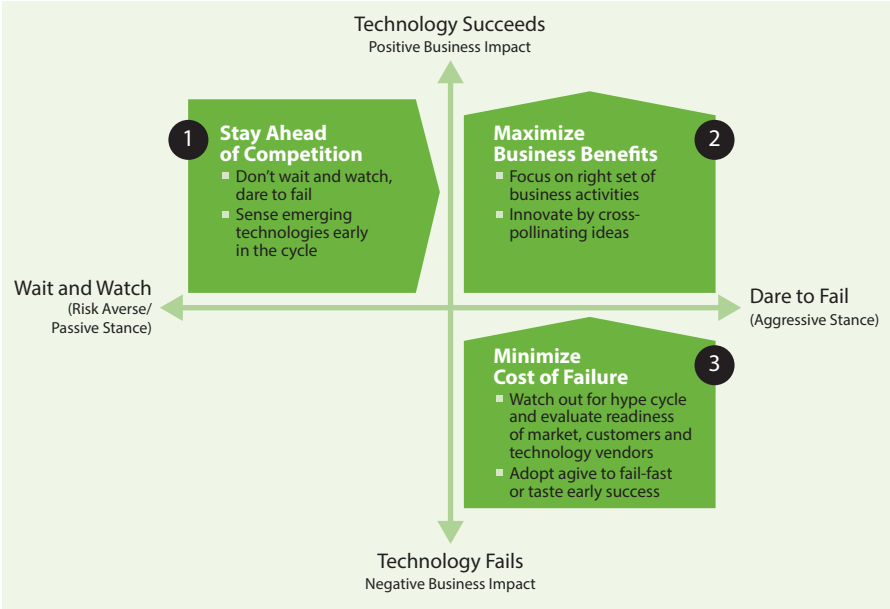 Technology Succeeds
Positive Business Impact
1
Stay Ahead
of Competition
Don't wait and watch,
dare to fail
Sense emerging
technologies early
in the cycle
2
Maximize
Business Benefits
Focus on right set of
business activities
Innovate by cross-
pollinating ideas
Wait and Watch
(Risk Averse/
Passive Stance)
Dare to Fail
(Aggressive Stance)
3
Minimize
Cost of Failure
Watch out for hype cycle
and evaluate readiness
of market, customers and
technology vendors
Adopt agive to fail-fast
or taste early success
Technology Fails
Negative Business Impact